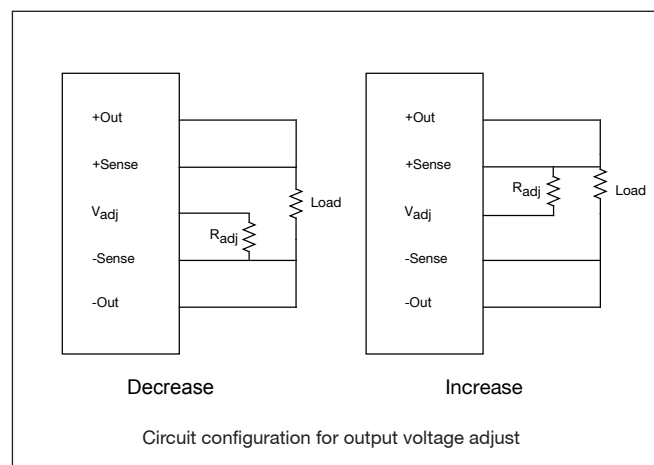 +Out
+Sense
Vadj
-Sense
-Out
Radj
Load
Decrease
+Out
+Sense
Vadj
-Sense
-Out
Radj
Load
Increase
Circuit configuration for output voltage adjust